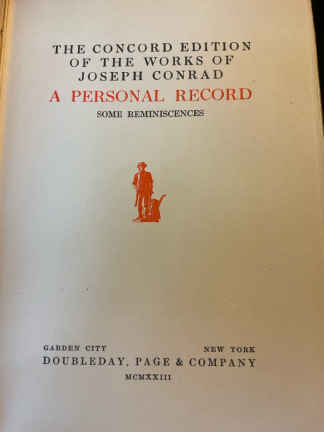 THE CONCORD EDITION
OF THE WORKS OF
JOSEPH CONRAD
A PERSONAL RECORD
SOME REMINISCENCES
GARDEN CITY NEW YORK
DOUBLEDAY, PAGE & COMPANY
MCMXXIII